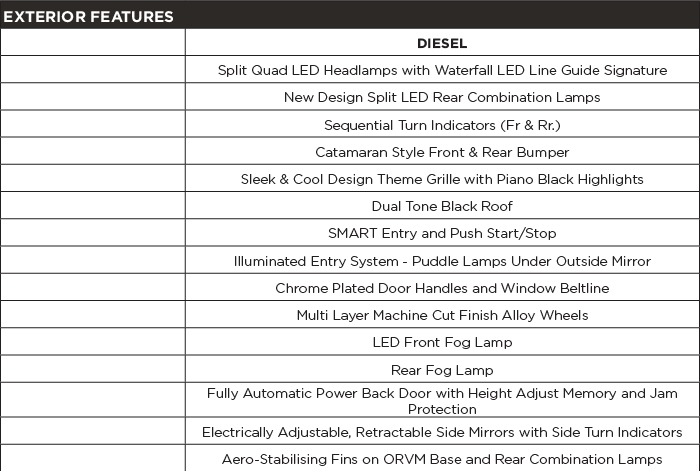 EXTERIOR FEATURES
DIESEL
Split Quad LED Headlamps with Waterfall LED Line Guide Signature
New Design Split LED Rear Combination Lamps
Sequential Turn Indicators (Fr & Rr.)
Catamaran Style Front & Rear Bumper
Sleek & Cool Design Theme Grille with Piano Black Highlights
Dual Tone Black Roof
SMART Entry and Push Start/Stop
Illuminated Entry System - Puddle Lamps Under Outside Mirror
Chrome Plated Door Handles and Window Beltline
Multi Layer Machine Cut Finish Alloy Wheels
LED Front Fog Lamp
Rear Fog Lamp
Fully Automatic Power Back Door with Height Adjust Memory and Jam
Protection
Electrically Adjustable, Retractable Side Mirrors with Side Turn Indicators
Aero-Stabilising Fins on ORVM Base and Rear Combination Lamps